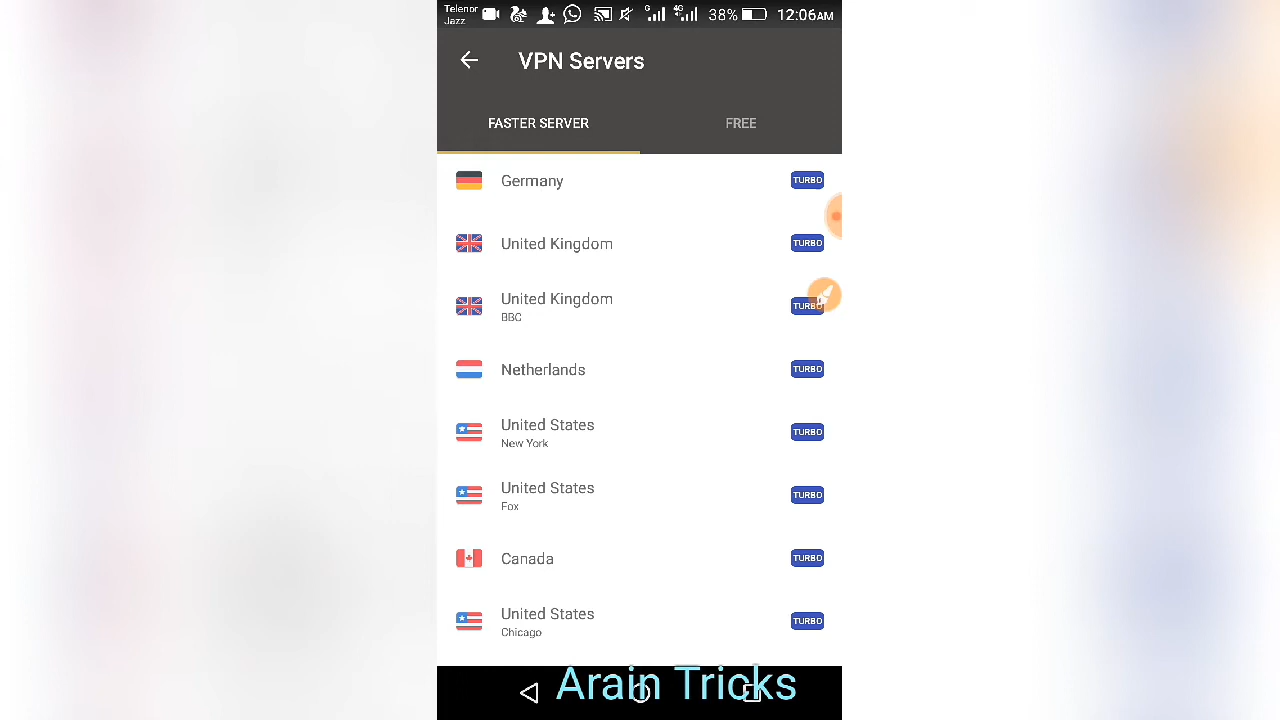 Telenor
Jazz
G 4G 38% 12:06AM
VPN Servers
FASTER SERVER FREE
Germany TURBO
United Kingdom TURBO
United Kingdom TURBO
BBC
Netherlands TURBO
United States TURBO
New York
United States TURBO
Fox
Canada TURBO
United States TURBO
Chicago
Arain Tricks